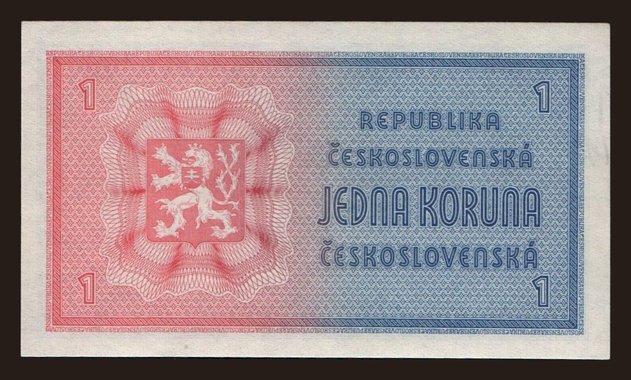 1 1
REPUBLIKA
ČESKOSLOVENSKÁ
JEDNA KORUNA
ČESKOSLOVENSKÁ
1 1